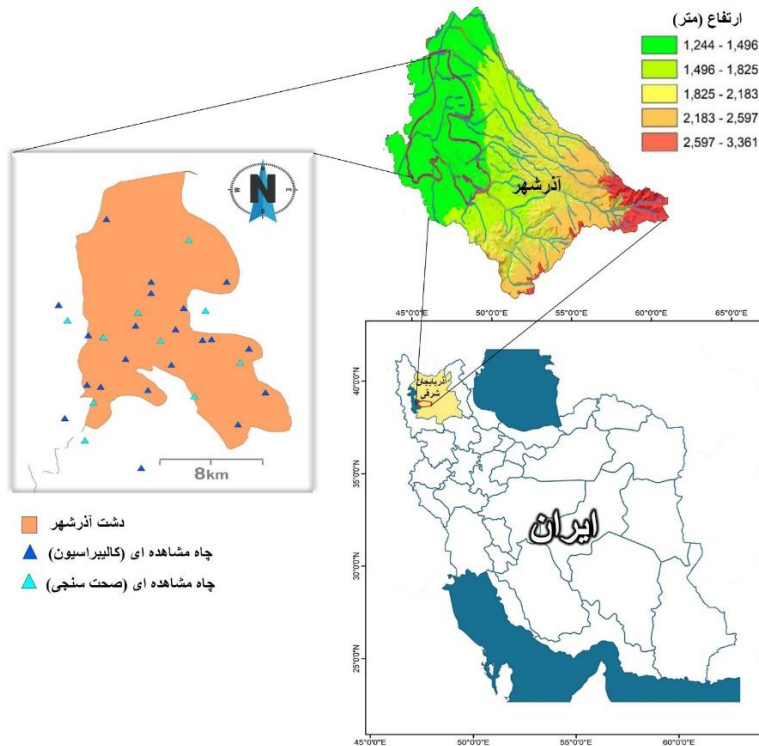 ارتفاع (متر)
1,244 - 1,496
1,496 - 1,825
1,825 - 2,183
2,183 - 2,597
2,597 - 3,361
آذرشهر
N
8km
دشت آذرشهر
چاه مشاهده ای (کالیبراسیون)
چاه مشاهده ای (صحت سنجی)
45°0'0"E 50°0'0"E 55°0'0"E 60°0'0"E 65°0'0"E
40°0'0"N
35°0'0"N
30°0'0"N
25°0'0"N
آذربایجان
شرقی
ایران
45°0'0"E 50°0'0"E 55°0'0"E 60°0'0"E